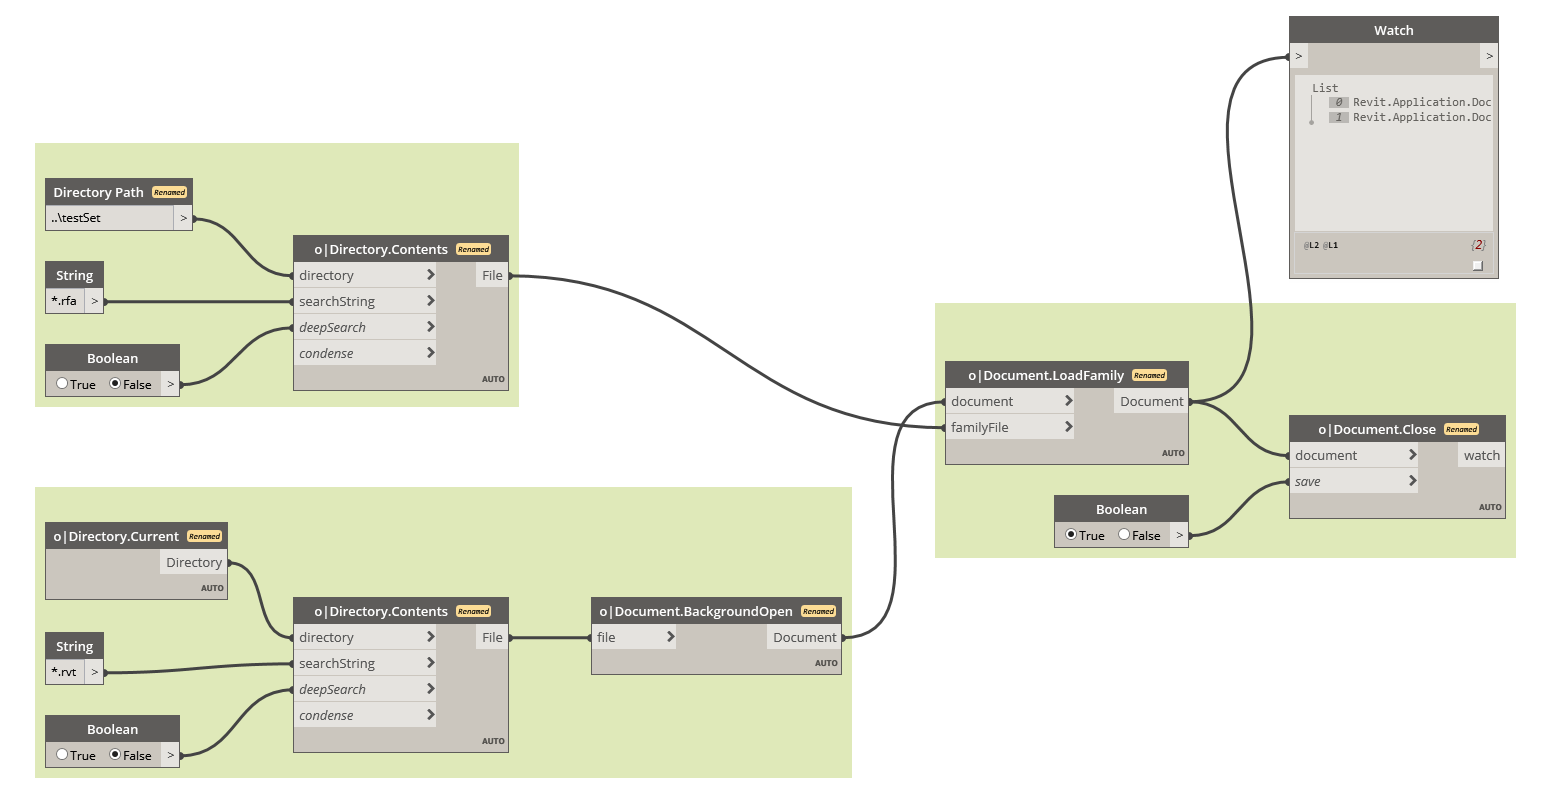 Watch
> >
List
0 Revit.Application.Doc
1 Revit.Application.Doc
@L2 @L1 {2}
Directory Path Renamed
..\testSet >
String
*.rfa >
Boolean
True False >
o|Directory.Contents Renamed
directory File
searchString
deepSearch
condense
AUTO
o|Directory.Current Renamed
Directory
AUTO
String
*.rvt >
Boolean
True False >
o|Directory.Contents Renamed
directory File
searchString
deepSearch
condense
AUTO
o|Document.BackgroundOpen Renamed
file Document
AUTO
o|Document.LoadFamily Renamed
document Document
familyFile
AUTO
Boolean
True False >
o|Document.Close Renamed
document watch
save
AUTO